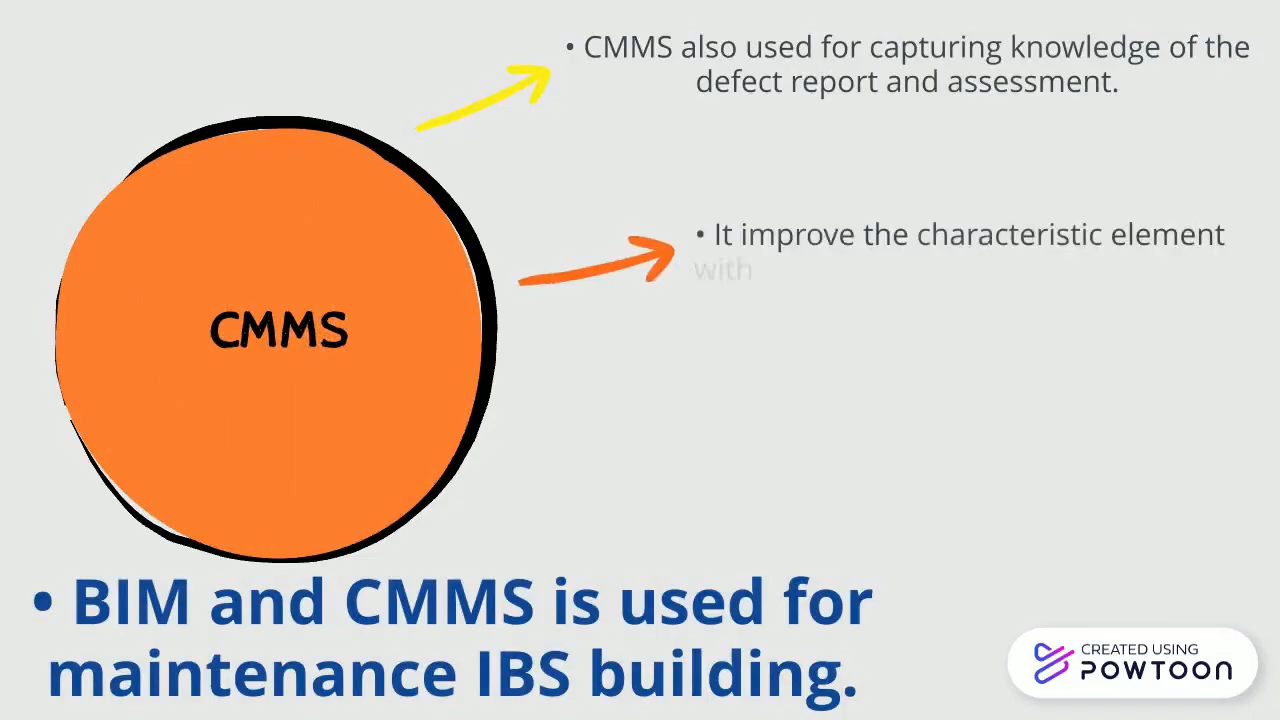 • CMMS also used for capturing knowledge of the
defect report and assessment.
• It improve the characteristic element
with
CMMS
• BIM and CMMS is used for
maintenance IBS building.
CREATED USING
POWTOON